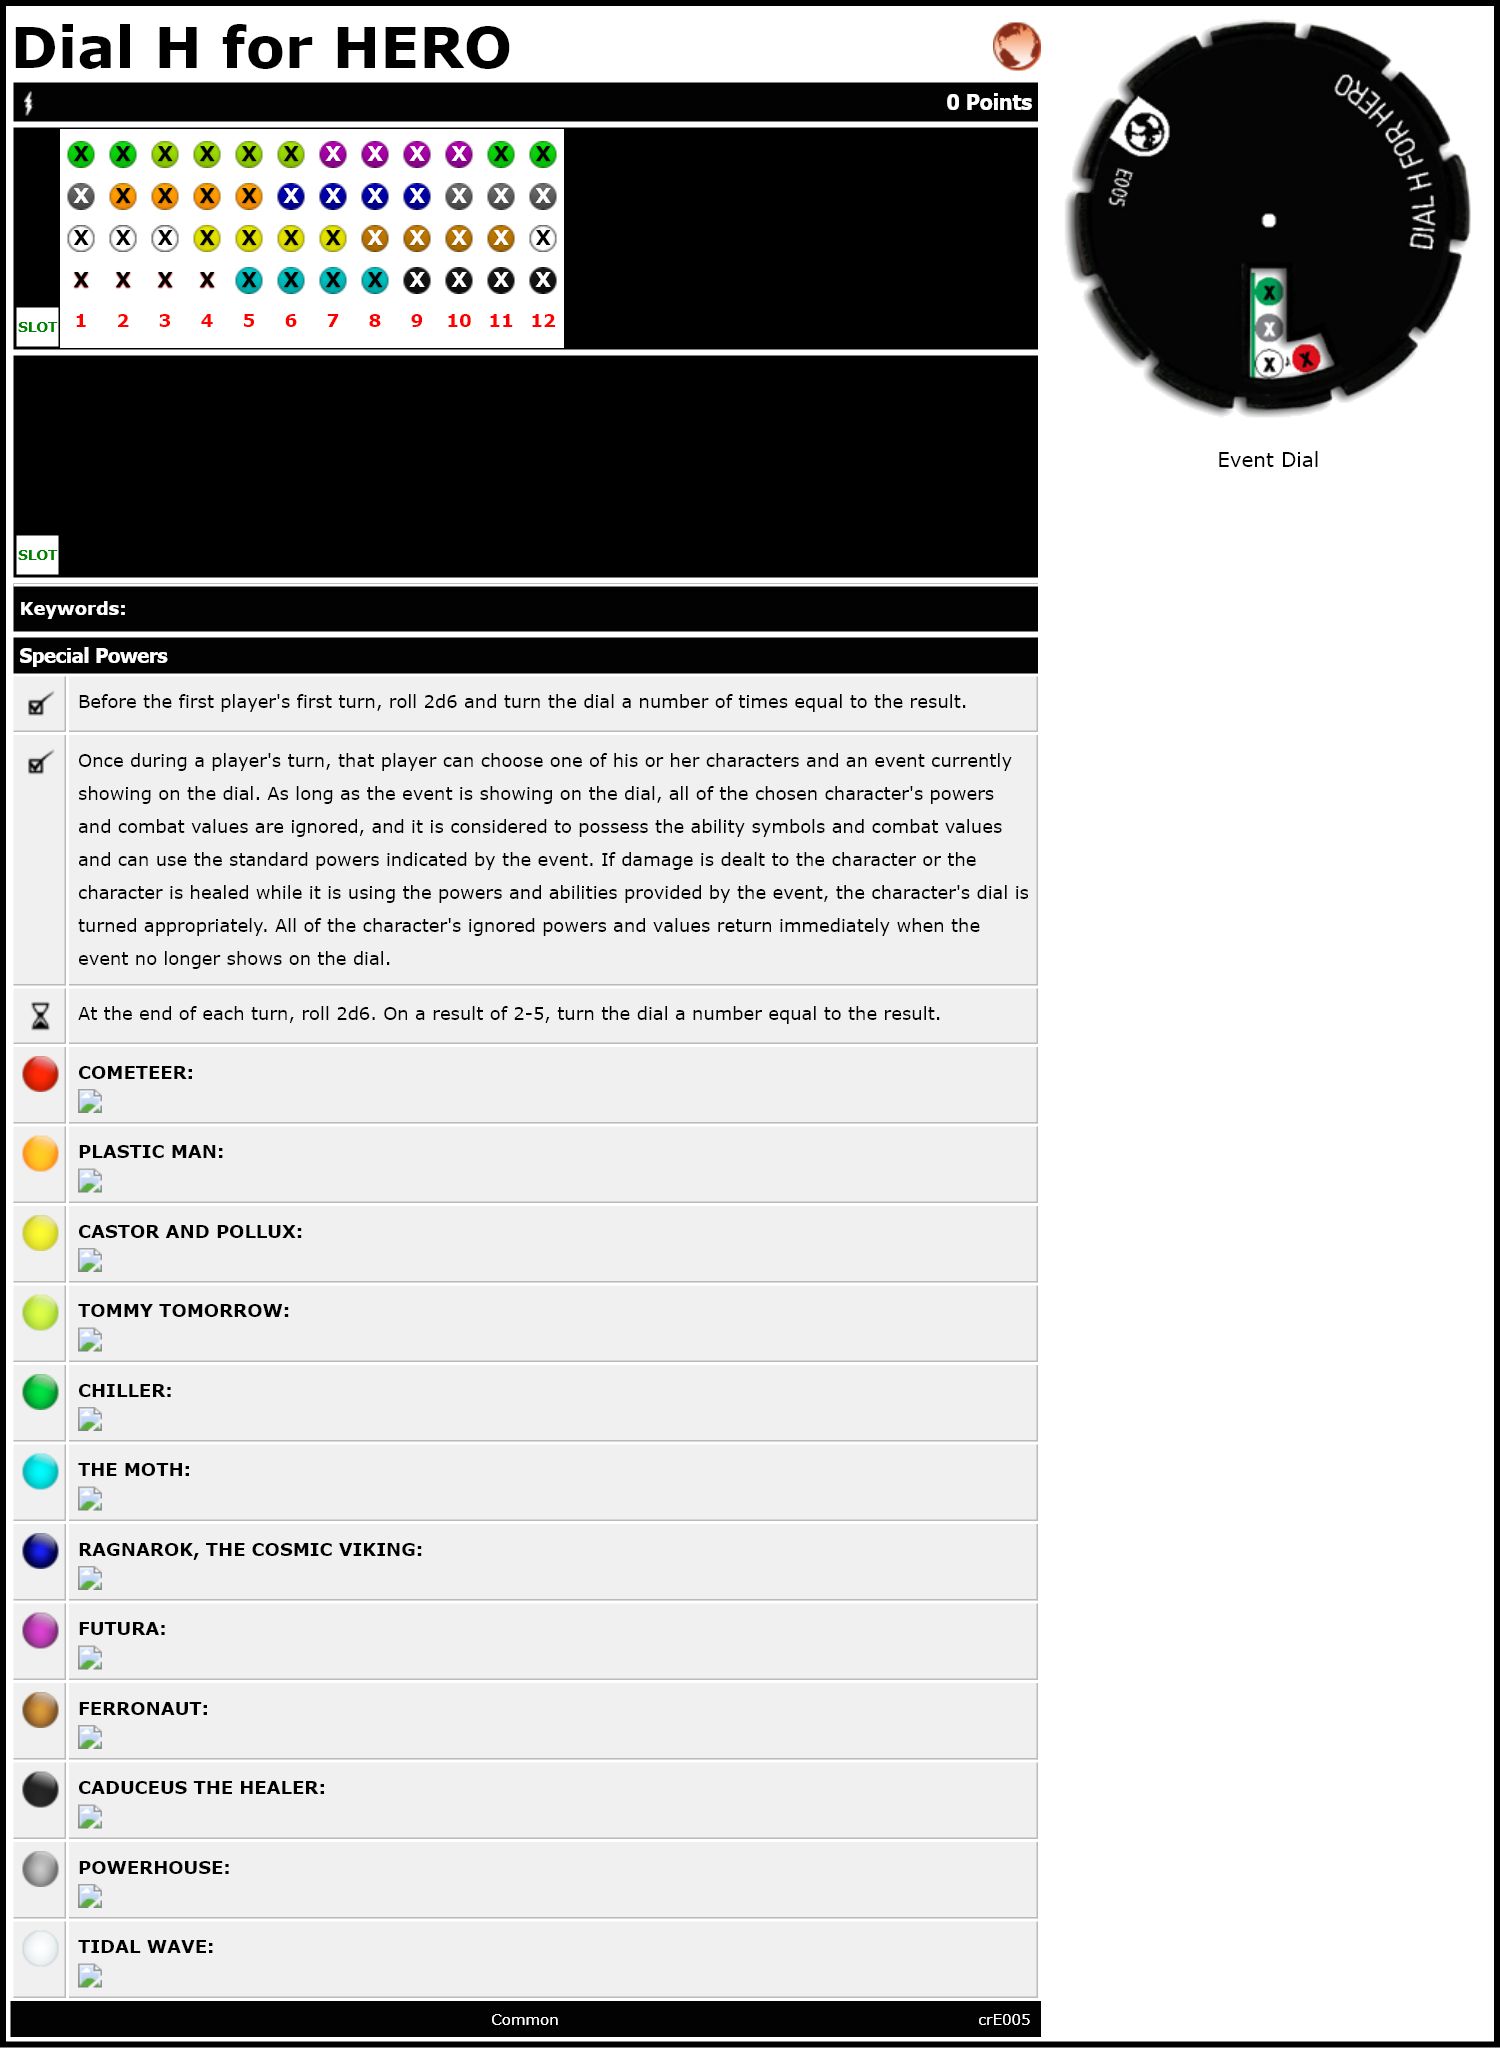 Dial H for HERO
0 Points
X X X X X X X X X X X X
X X X X X X X X X X X X
X X X X X X X X X X X X
X X X X X X X X X X X X
SLOT 1 2 3 4 5 6 7 8 9 10 11 12
SLOT
Keywords:
Special Powers
Before the first player's first turn, roll 2d6 and turn the dial a number of times equal to the result.
Once during a player's turn, that player can choose one of his or her characters and an event currently
showing on the dial. As long as the event is showing on the dial, all of the chosen character's powers
and combat values are ignored, and it is considered to possess the ability symbols and combat values
and can use the standard powers indicated by the event. If damage is dealt to the character or the
character is healed while it is using the powers and abilities provided by the event, the character's dial is
turned appropriately. All of the character's ignored powers and values return immediately when the
event no longer shows on the dial.
At the end of each turn, roll 2d6. On a result of 2-5, turn the dial a number equal to the result.
COMETEER:
PLASTIC MAN:
CASTOR AND POLLUX:
TOMMY TOMORROW:
CHILLER:
THE MOTH:
RAGNAROK, THE COSMIC VIKING:
FUTURA:
FERRONAUT:
CADUCEUS THE HEALER:
POWERHOUSE:
TIDAL WAVE:
Common
crE005
DIAL H FOR HERO
E005
X
X
X X
Event Dial